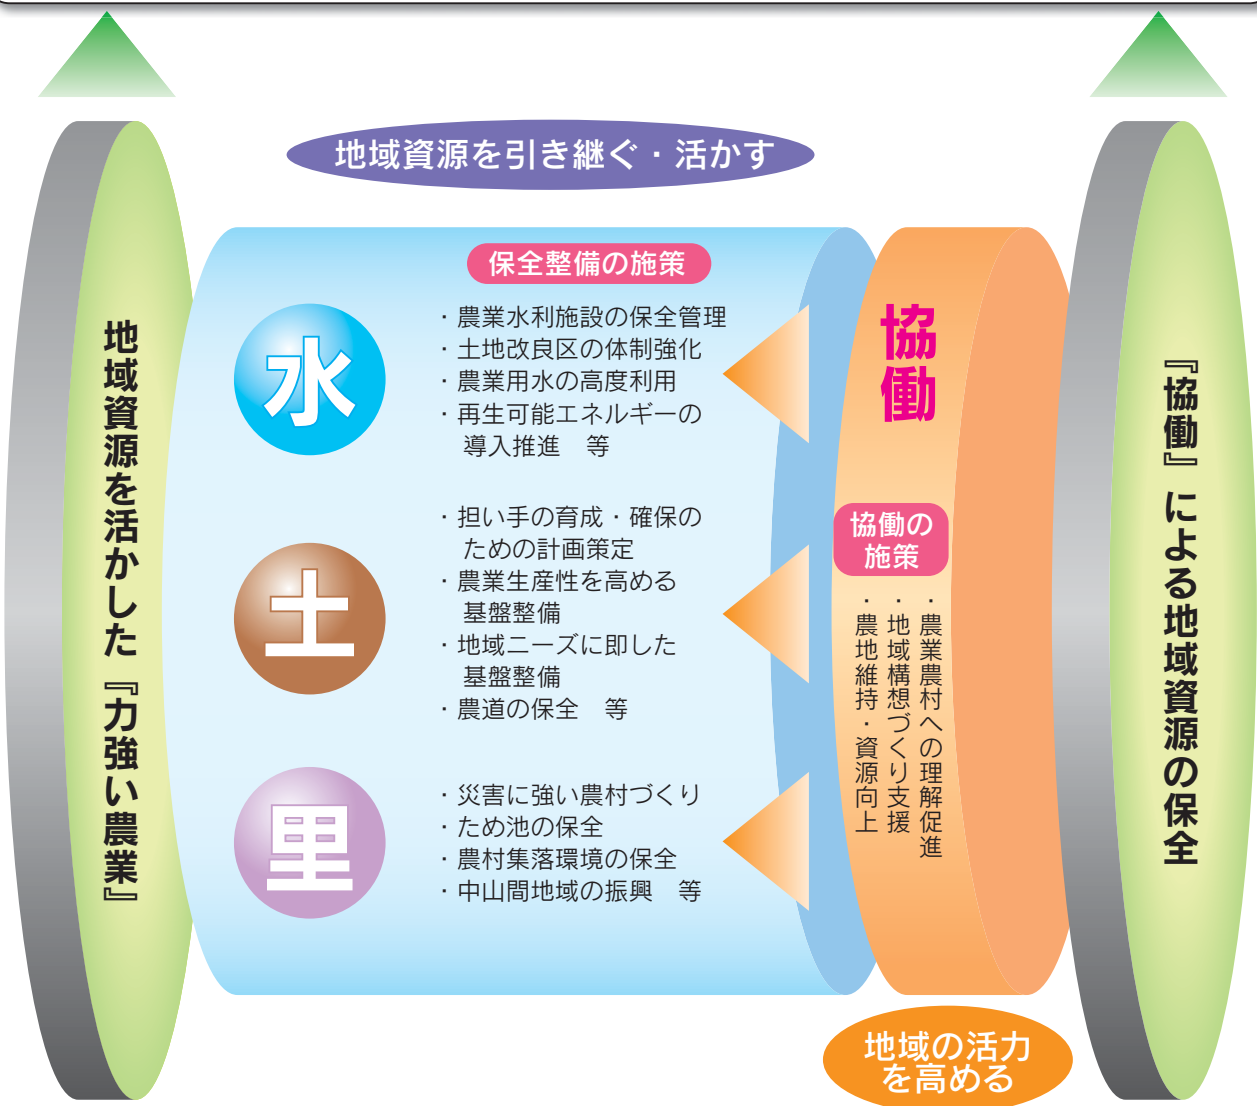 地域資源を引き継ぐ・活かす
地域資源を活かした『力強い農業』
保全整備の施策
水
・農業水利施設の保全管理
・土地改良区の体制強化
・農業用水の高度利用
・再生可能エネルギーの
導入推進　等
土
・担い手の育成・確保の
ための計画策定
・農業生産性を高める
基盤整備
・地域ニーズに即した
基盤整備
・農道の保全　等
里
・災害に強い農村づくり
・ため池の保全
・農村集落環境の保全
・中山間地域の振興　等
協働
協働の
施策
・農業農村への理解促進
・地域構想づくり支援
・農地維持・資源向上
『協働』による地域資源の保全
地域の活力
を高める